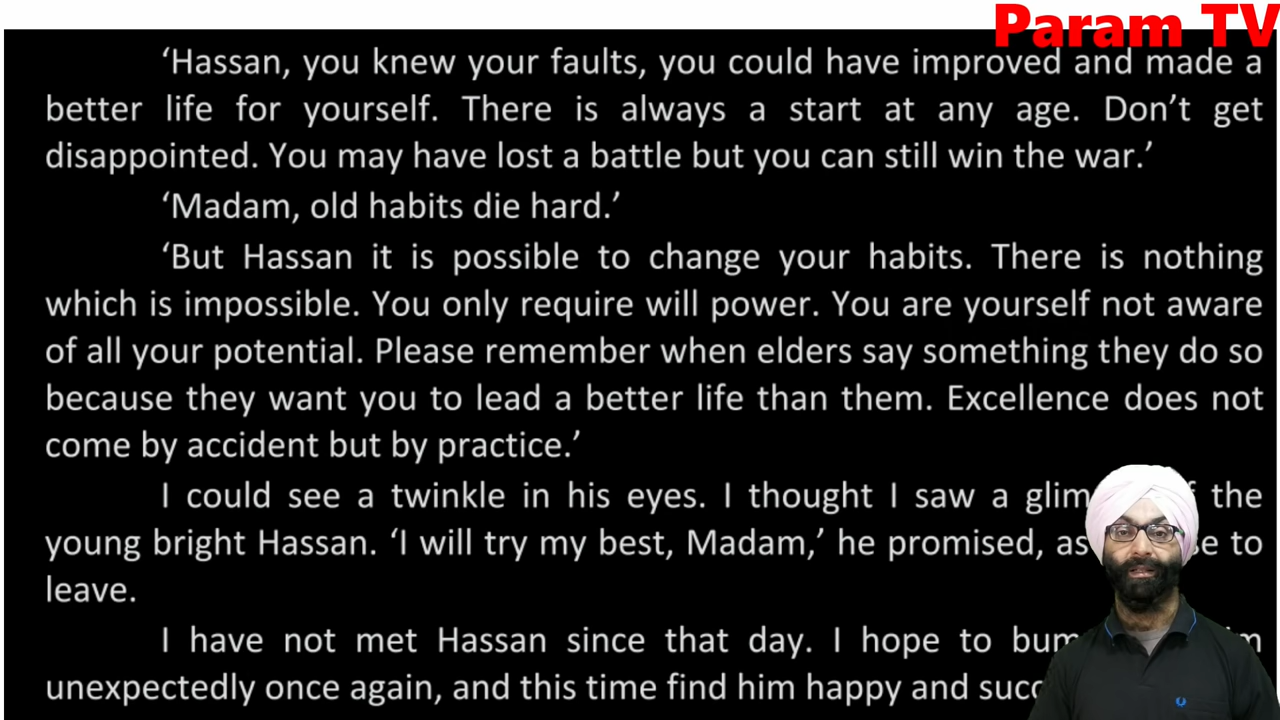 Param TV
‘Hassan, you knew your faults, you could have improved and made a
better life for yourself. There is always a start at any age. Don’t get
disappointed. You may have lost a battle but you can still win the war.’
‘Madam, old habits die hard.’
‘But Hassan it is possible to change your habits. There is nothing
which is impossible. You only require will power. You are yourself not aware
of all your potential. Please remember when elders say something they do so
because they want you to lead a better life than them. Excellence does not
come by accident but by practice.’
I could see a twinkle in his eyes. I thought I saw a the
young bright Hassan. ‘I will try my best, Madam,’ he promised, as to
leave.
I have not met Hassan since that day. I hope to
unexpectedly once again, and this time find him happy and